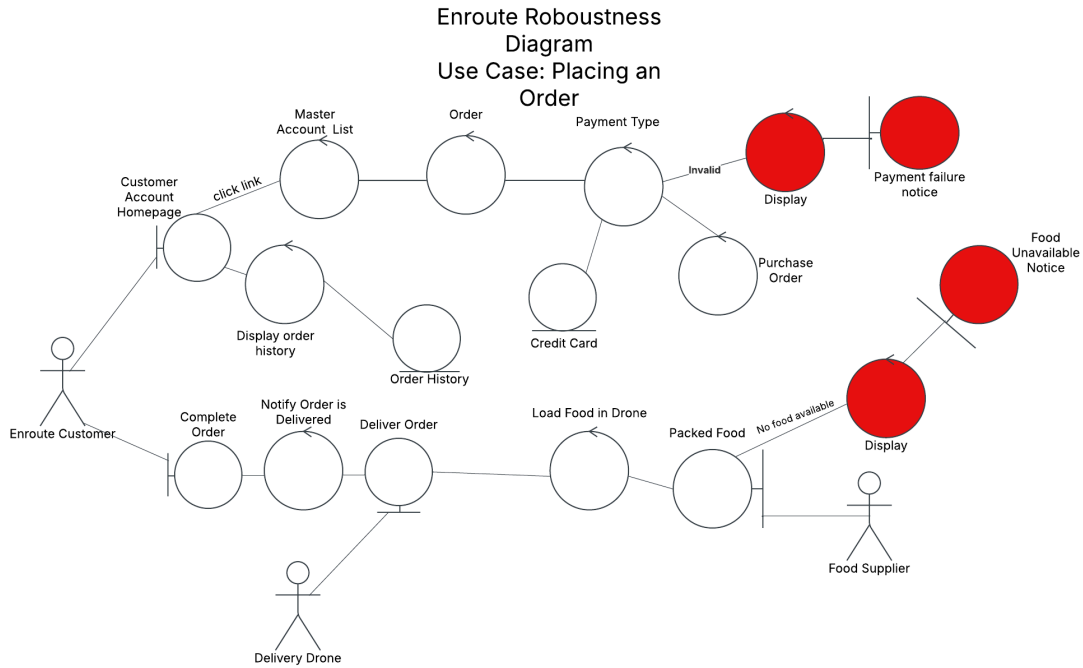 Enroute Roboustness
Diagram
Use Case: Placing an
Order
Master
Account List
Order
Payment Type
Invalid
Display
Payment failure
notice
Customer
Account
Homepage
click link
Display order
history
Order History
Credit Card
Purchase
Order
Food
Unavailable
Notice
Enroute Customer
Complete
Order
Notify Order is
Delivered
Deliver Order
Load Food in Drone
Packed Food
No food available
Display
Food Supplier
Delivery Drone